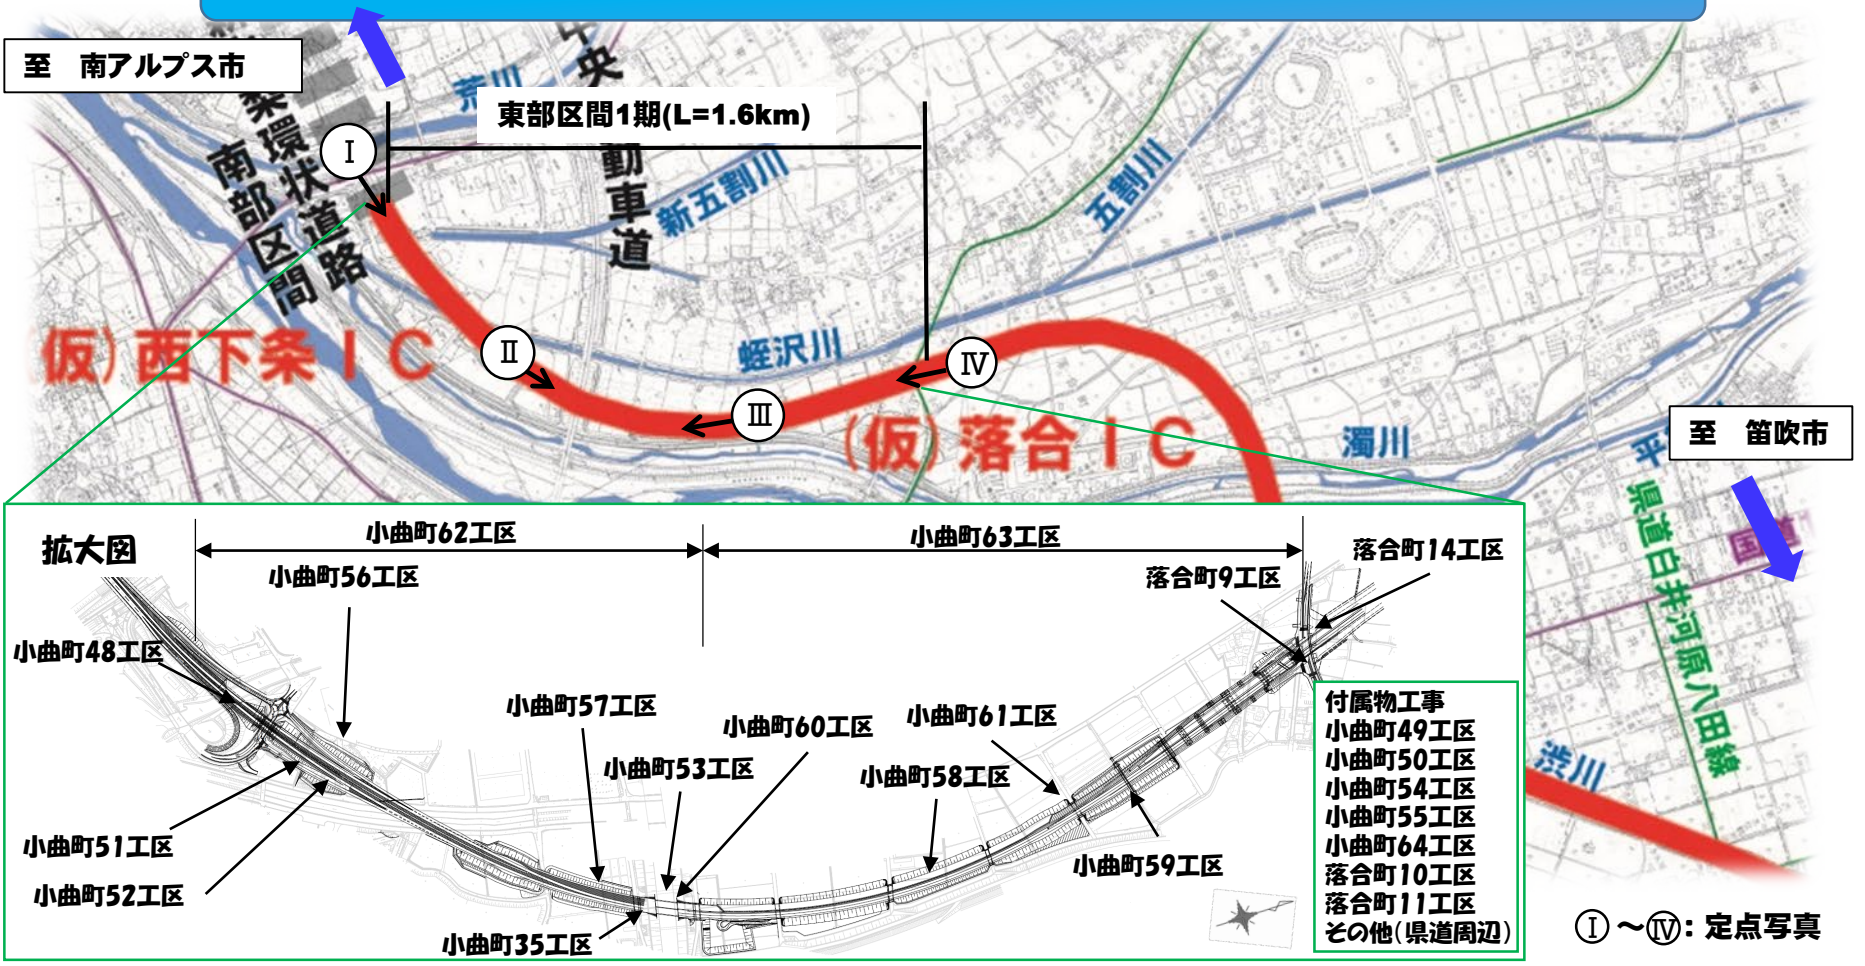 至　南アルプス市
東部区間1期(L=1.6km)
荒川
中央
動車道
環状道路
南部区間
新五割川
五割川
Ⅰ
Ⅱ
Ⅲ
Ⅳ
蛭沢川
濁川
仮)西下条ＩＣ
(仮)落合ＩＣ
至　笛吹市
平
国
県道白井河原八田線
渋川
拡大図
小曲町62工区
小曲町63工区
小曲町56工区
小曲町48工区
落合町14工区
落合町9工区
小曲町57工区
小曲町60工区
小曲町61工区
小曲町53工区
小曲町58工区
小曲町51工区
小曲町52工区
小曲町59工区
小曲町35工区
付属物工事
小曲町49工区
小曲町50工区
小曲町54工区
小曲町55工区
小曲町64工区
落合町10工区
落合町11工区
その他(県道周辺)
Ⅰ～Ⅳ：定点写真